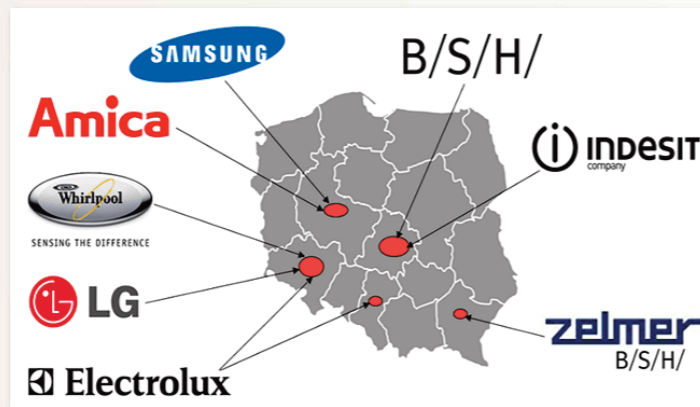 SAMSUNG
B/S/H/
Amica
indesit
company
Whirlpool
SENSING THE DIFFERENCE
LG
zelmer
B/S/H/
Electrolux